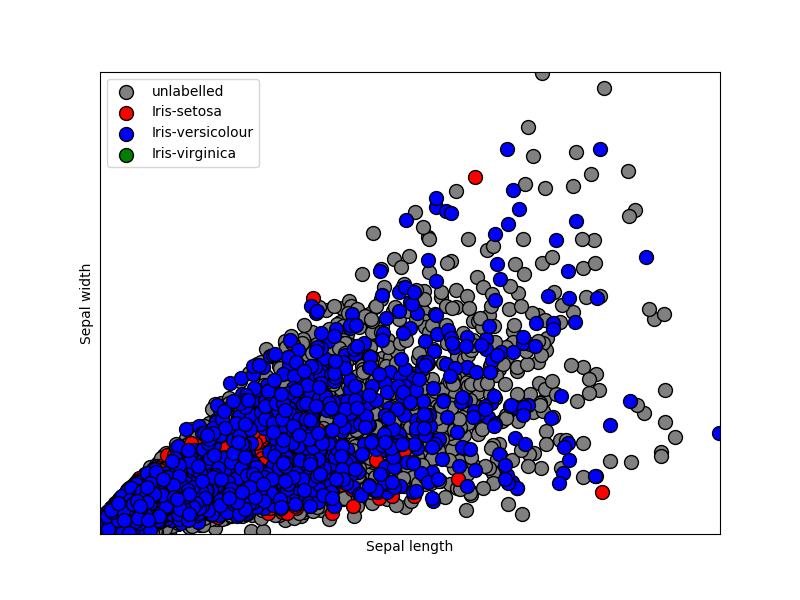 unlabelled
Iris-setosa
Iris-versicolour
Iris-virginica
Sepal width
Sepal length